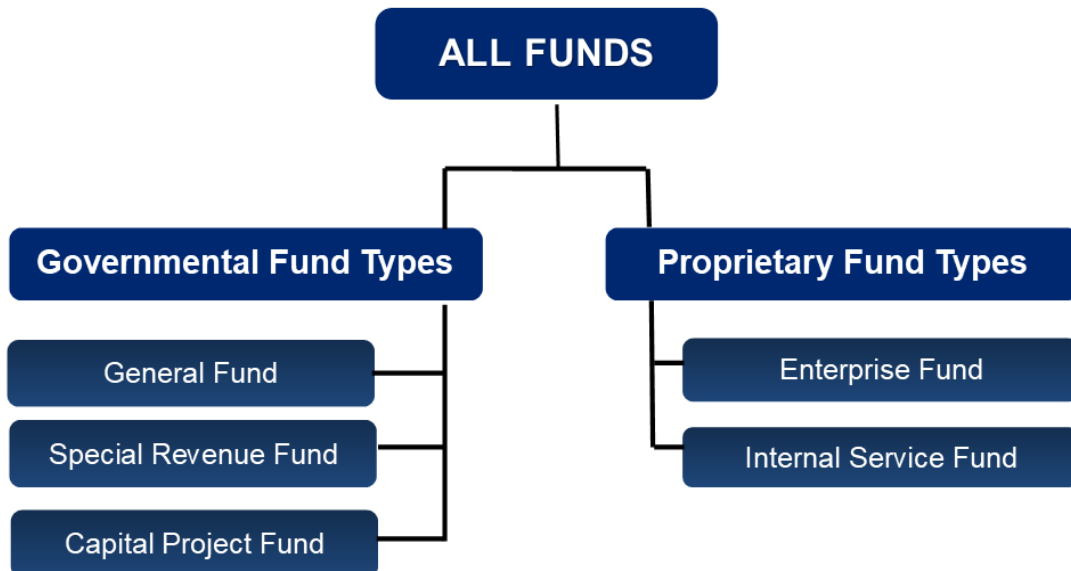 ALL FUNDS
Governmental Fund Types
General Fund
Special Revenue Fund
Capital Project Fund
Proprietary Fund Types
Enterprise Fund
Internal Service Fund